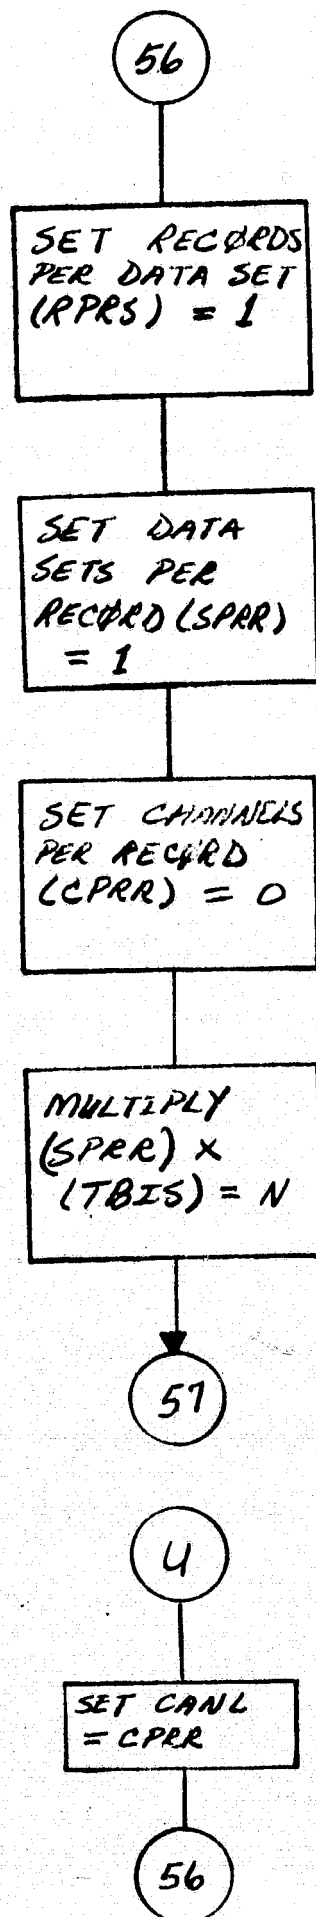 56
SET RECØRDS
PER DATA SET
(RPRS) = 1
SET DATA
SETS PER
RECØRD (SPRR)
= 1
SET CHANNELS
PER RECØRD
(CPRR) = 0
MULTIPLY
(SPRR) X
(TBIS) = N
57
U
SET CANL
= CPRR
56